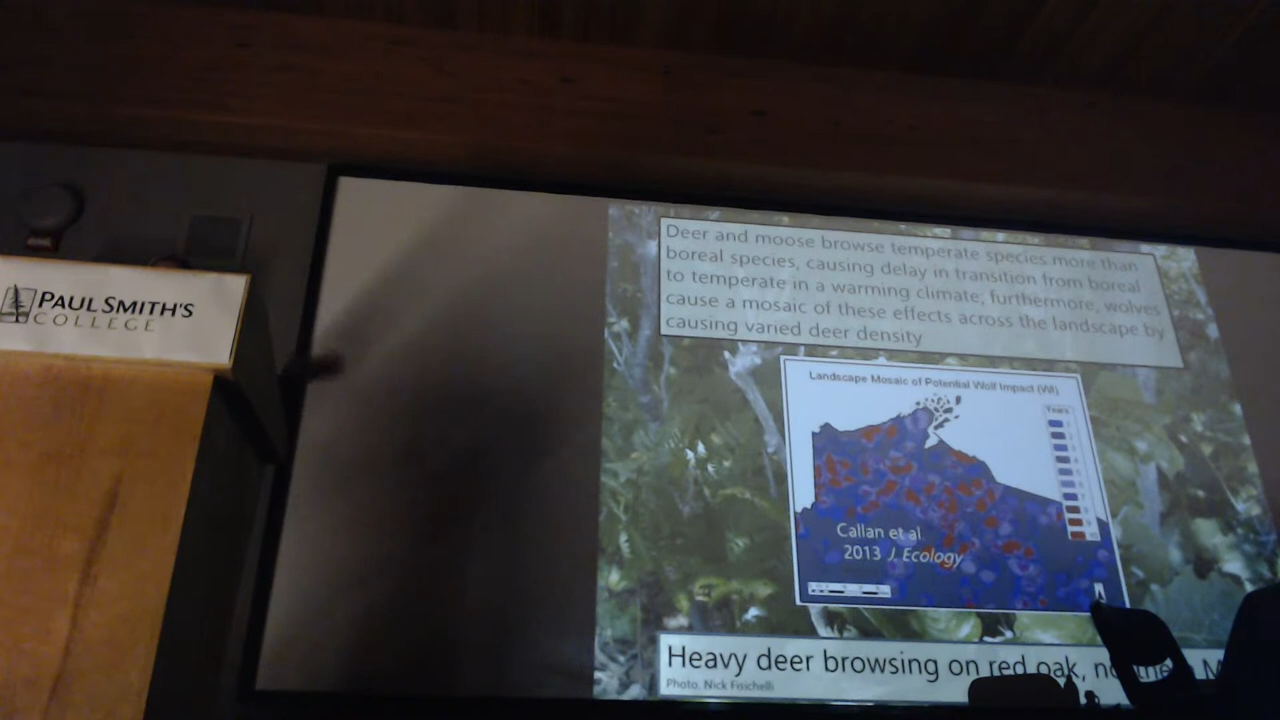 PAUL SMITH'S
COLLEGE
Deer and moose browse temperate species more than
boreal species, causing delay in transition from boreal
to temperate in a warming climate; furthermore, wolves
cause a mosaic of these effects across the landscape by
causing varied deer density
Landscape Mosaic of Potential Wolf Impact (WI)
Years
Callan et al
2013 J. Ecology
Heavy deer browsing on red oak,
Photo: Nick Fisichelli